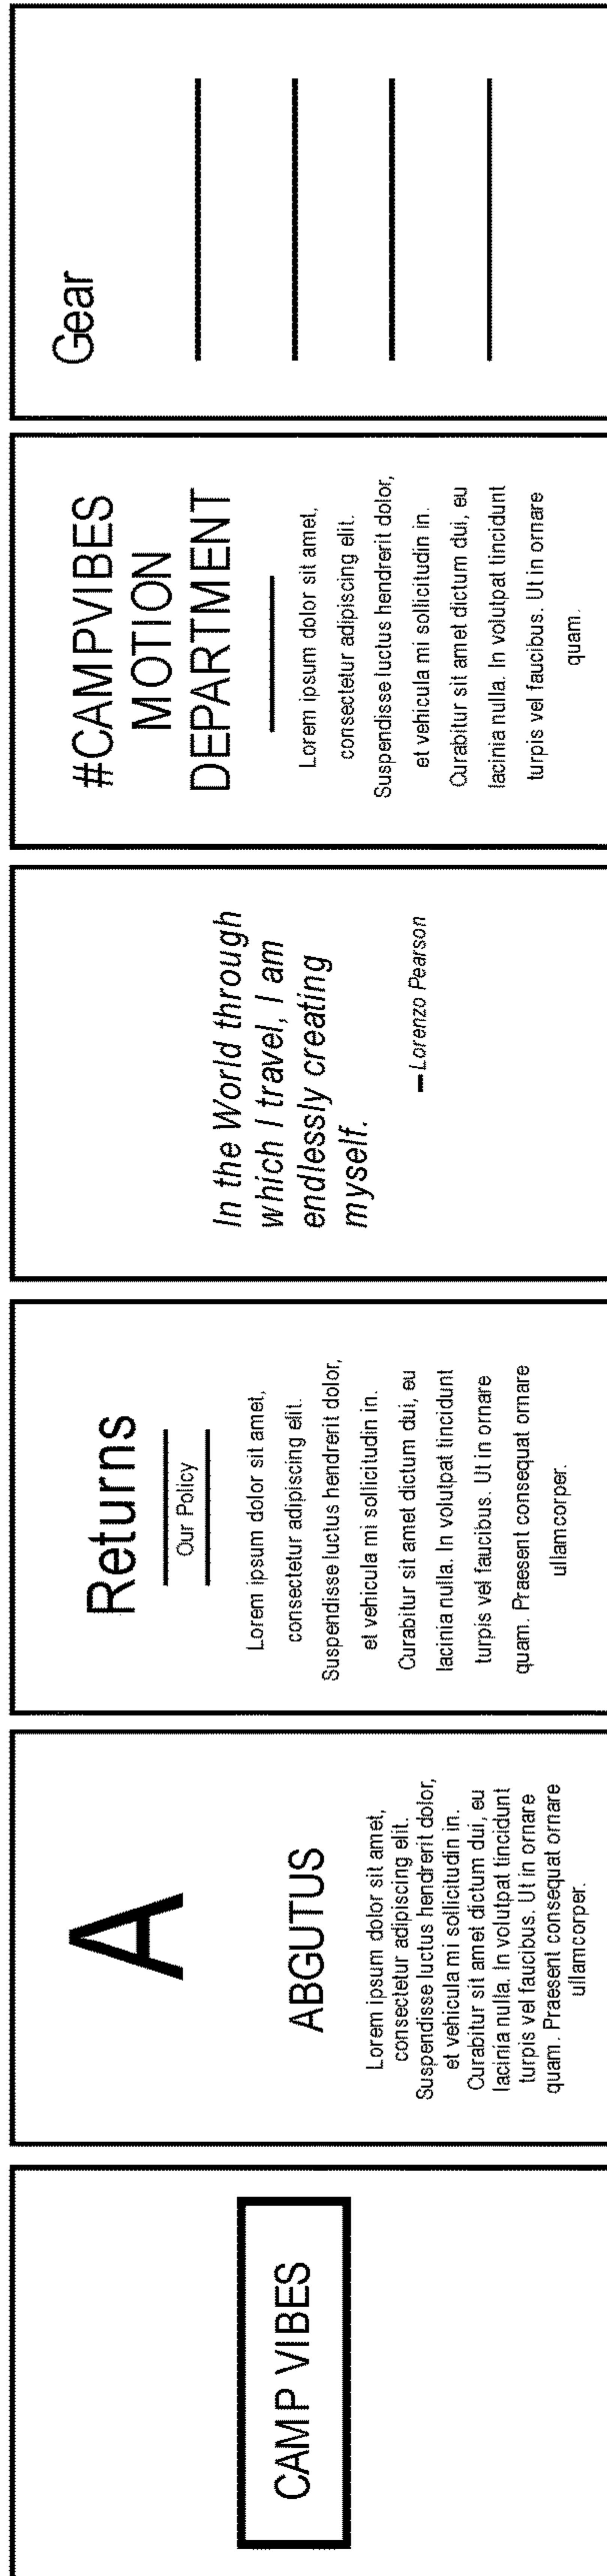 CAMP VIBES
A
ABGUTUS
Lorem ipsum dolor sit amet,
consectetur adipiscing elit.
Suspendisse luctus hendrerit dolor,
et vehicula mi sollicitudin in.
Curabitur sit amet dictum dui, eu
lacinia nulla. In volutpat tincidunt
turpis vel faucibus. Ut in ornare
quam. Praesent consequat ornare
ullamcorper.
Returns
Our Policy
Lorem ipsum dolor sit amet,
consectetur adipiscing elit.
Suspendisse luctus hendrerit dolor,
et vehicula mi sollicitudin in.
Curabitur sit amet dictum dui, eu
lacinia nulla. In volutpat tincidunt
turpis vel faucibus. Ut in ornare
quam. Praesent consequat ornare
ullamcorper.
In the World through
which I travel, I am
endlessly creating
myself.
— Lorenzo Pearson
#CAMPVIBES
MOTION
DEPARTMENT
Lorem ipsum dolor sit amet,
consectetur adipiscing elit.
Suspendisse luctus hendrerit dolor,
et vehicula mi sollicitudin in.
Curabitur sit amet dictum dui, eu
lacinia nulla. In volutpat tincidunt
turpis vel faucibus. Ut in ornare
quam.
Gear